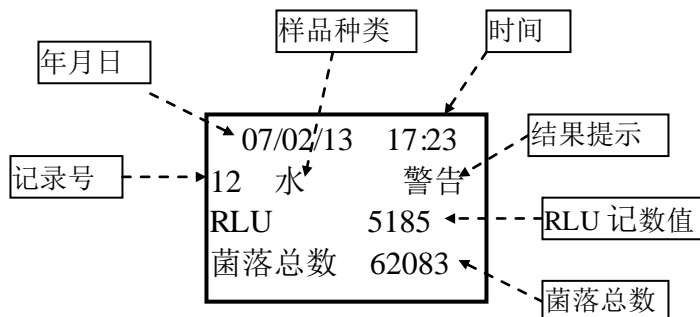 样品种类
时间
年月日
07/02/13 17:23
结果提示
记录号
12 水 警告
RLU 5185
RLU 记数值
菌落总数 62083
菌落总数